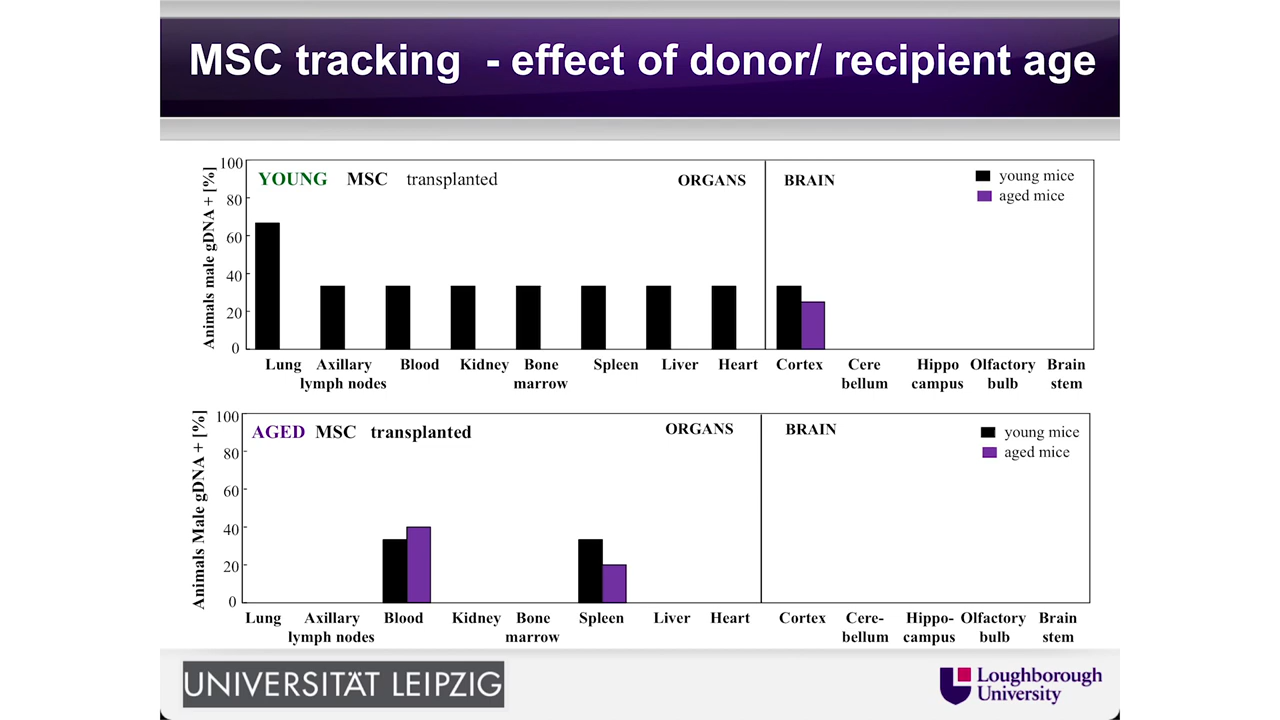 MSC tracking - effect of donor/ recipient age
Animals male gDNA + [%]
100
80
60
40
20
0
YOUNG MSC transplanted
ORGANS
BRAIN
young mice
aged mice
Lung Axillary Blood Kidney Bone Spleen Liver Heart Cortex Cere Hippo Olfactory Brain
lymph nodes marrow bellum campus bulb stem
Animals Male gDNA + [%]
100
80
60
40
20
0
AGED MSC transplanted
ORGANS
BRAIN
young mice
aged mice
Lung Axillary Blood Kidney Bone Spleen Liver Heart Cortex Cere- Hippo- Olfactory Brain
lymph nodes marrow bellum campus bulb stem
UNIVERSITÄT LEIPZIG
Loughborough
University